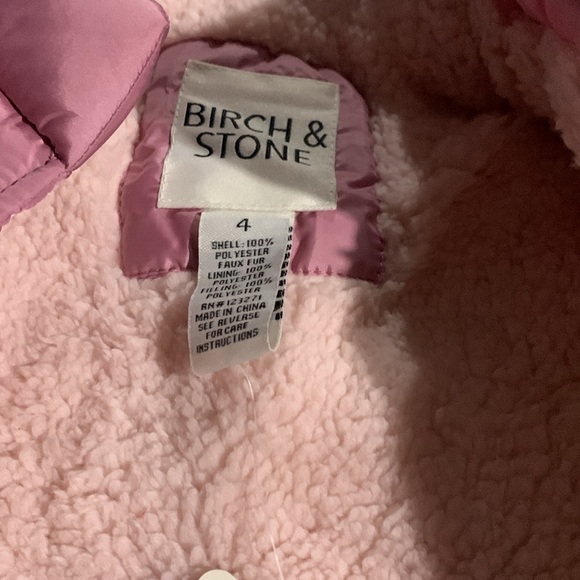 BIRCH &
STONE
4
SHELL: 100%
POLYESTER
FAUX FUR
LINING: 100%
POLYESTER
FILLING: 100%
POLYESTER
RN# 123271
MADE IN CHINA
SEE REVERSE
FOR CARE
INSTRUCTIONS